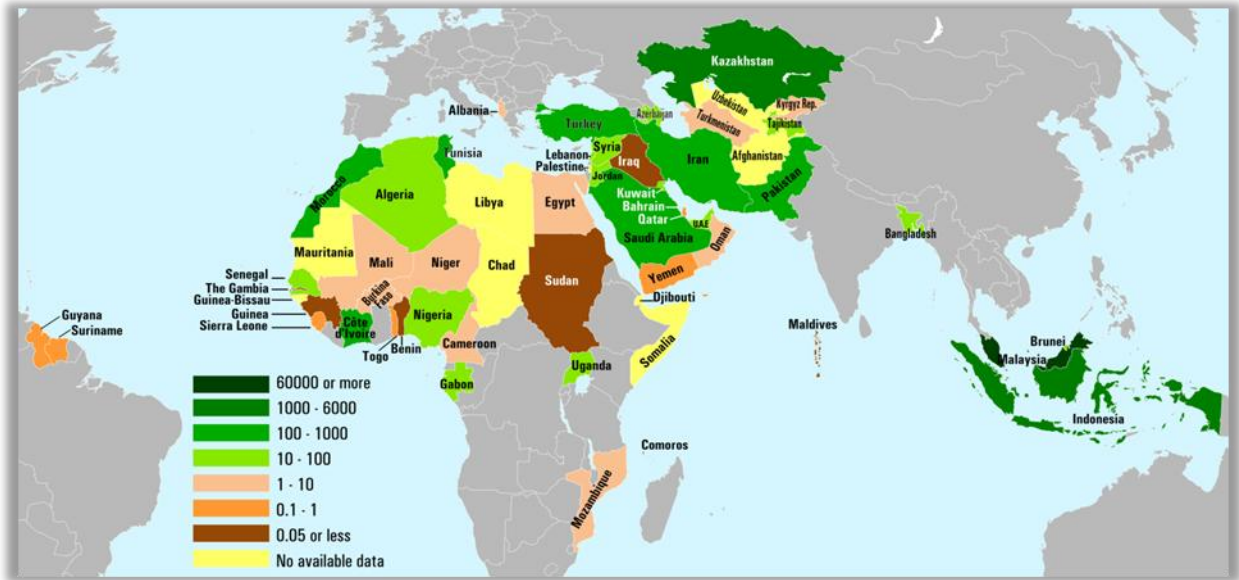 Kazakhstan
Uzbekistan
Kyrgyz Rep.
Albania
Azerbaijan
Turkmenistan
Tajikistan
Turkey
Tunisia
Syria
Lebanon
Iraq
Iran
Afghanistan
Palestine
Jordan
Morocco
Algeria
Libya
Egypt
Kuwait
Bahrain
Qatar
Pakistan
U.A.E
Saudi Arabia
Oman
Bangladesh
Mauritania
Mali
Niger
Chad
Sudan
Yemen
Senegal
The Gambia
Guinea-Bissau
Guinea
Sierra Leone
Burkina
Faso
Djibouti
Guyana
Suriname
Côte
d'Ivoire
Nigeria
Togo
Benin
Cameroon
Somalia
Maldives
Brunei
Malaysia
Gabon
Uganda
Indonesia
Comoros
Mozambique
60000 or more
1000 - 6000
100 - 1000
10 - 100
1 - 10
0.1 - 1
0.05 or less
No available data